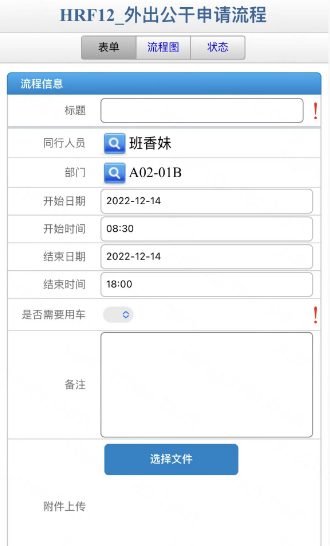 HRF12_外出公干申请流程
表单 流程图 状态
流程信息
标题 !
同行人员 班香妹
部门 A02-01B
开始日期 2022-12-14
开始时间 08:30
结束日期 2022-12-14
结束时间 18:00
是否需要用车 !
备注
选择文件
附件上传